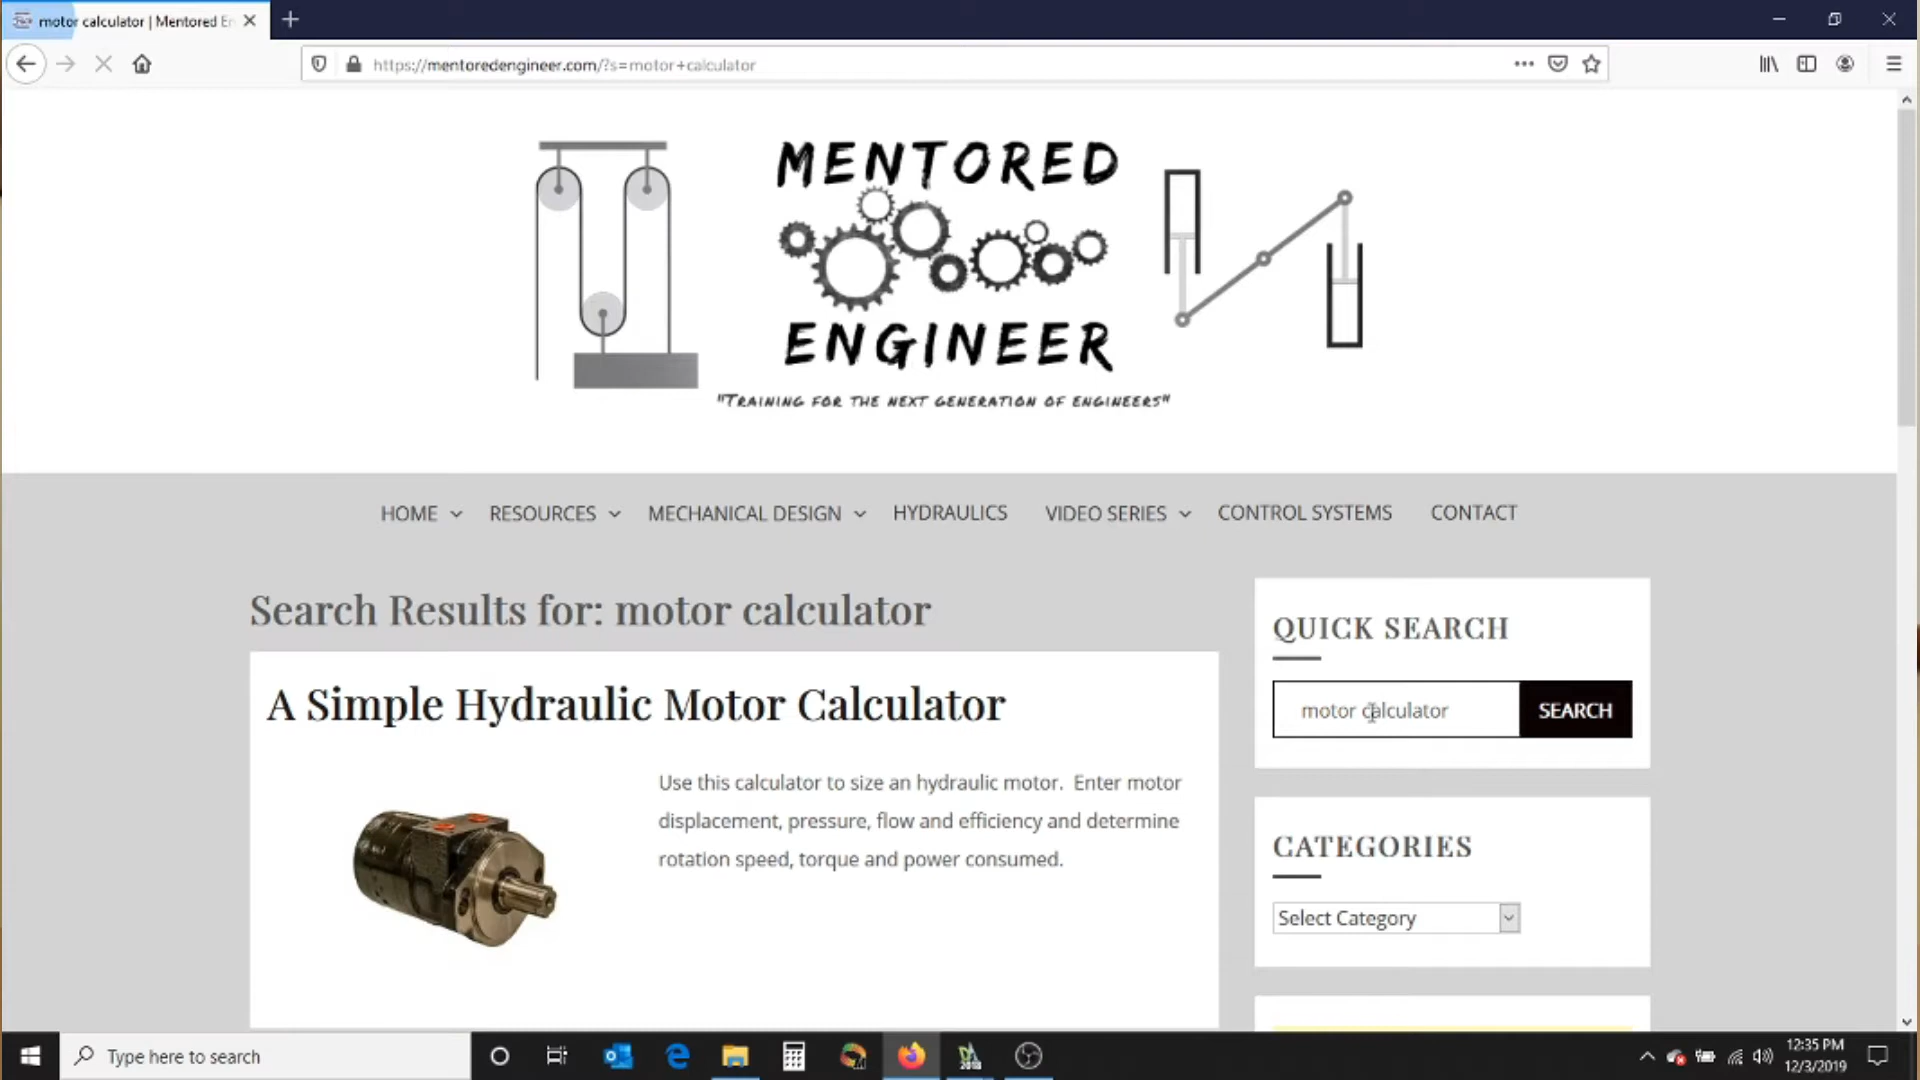 motor calculator | Mentored En
https://mentoredengineer.com/?s=motor+calculator
MENTORED
ENGINEER
"TRAINING FOR THE NEXT GENERATION OF ENGINEERS"
HOME RESOURCES MECHANICAL DESIGN HYDRAULICS VIDEO SERIES CONTROL SYSTEMS CONTACT
Search Results for: motor calculator
A Simple Hydraulic Motor Calculator
Use this calculator to size an hydraulic motor. Enter motor
displacement, pressure, flow and efficiency and determine
rotation speed, torque and power consumed.
QUICK SEARCH
motor calculator SEARCH
CATEGORIES
Select Category
Type here to search
12:35 PM
12/3/2019